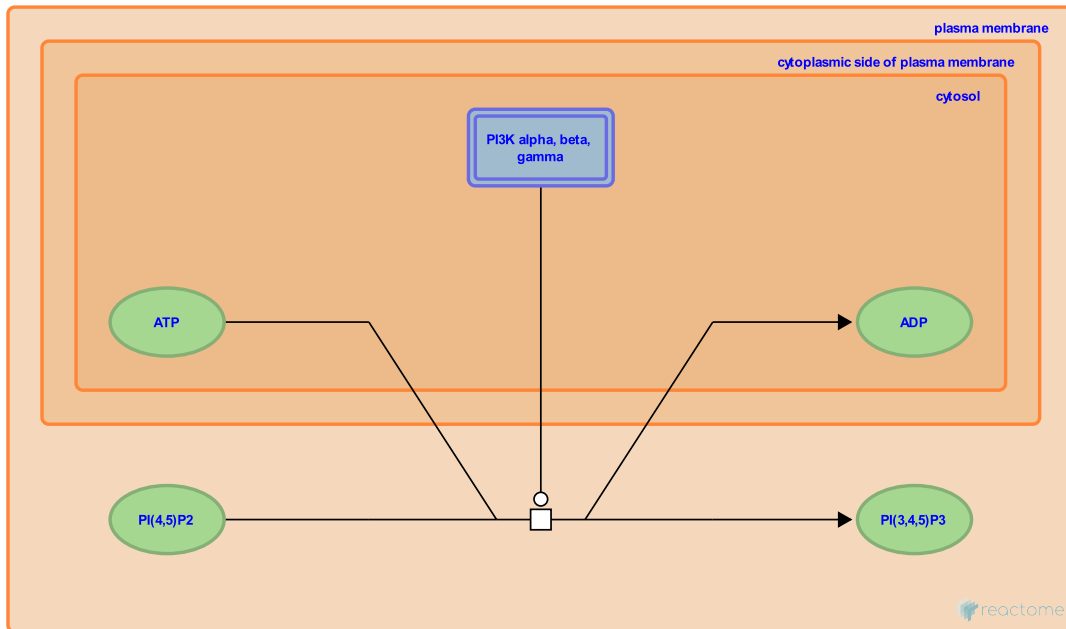 plasma membrane
cytoplasmic side of plasma membrane
cytosol
PI3K alpha, beta,
gamma
ATP
ADP
PI(4,5)P2
PI(3,4,5)P3
reactome